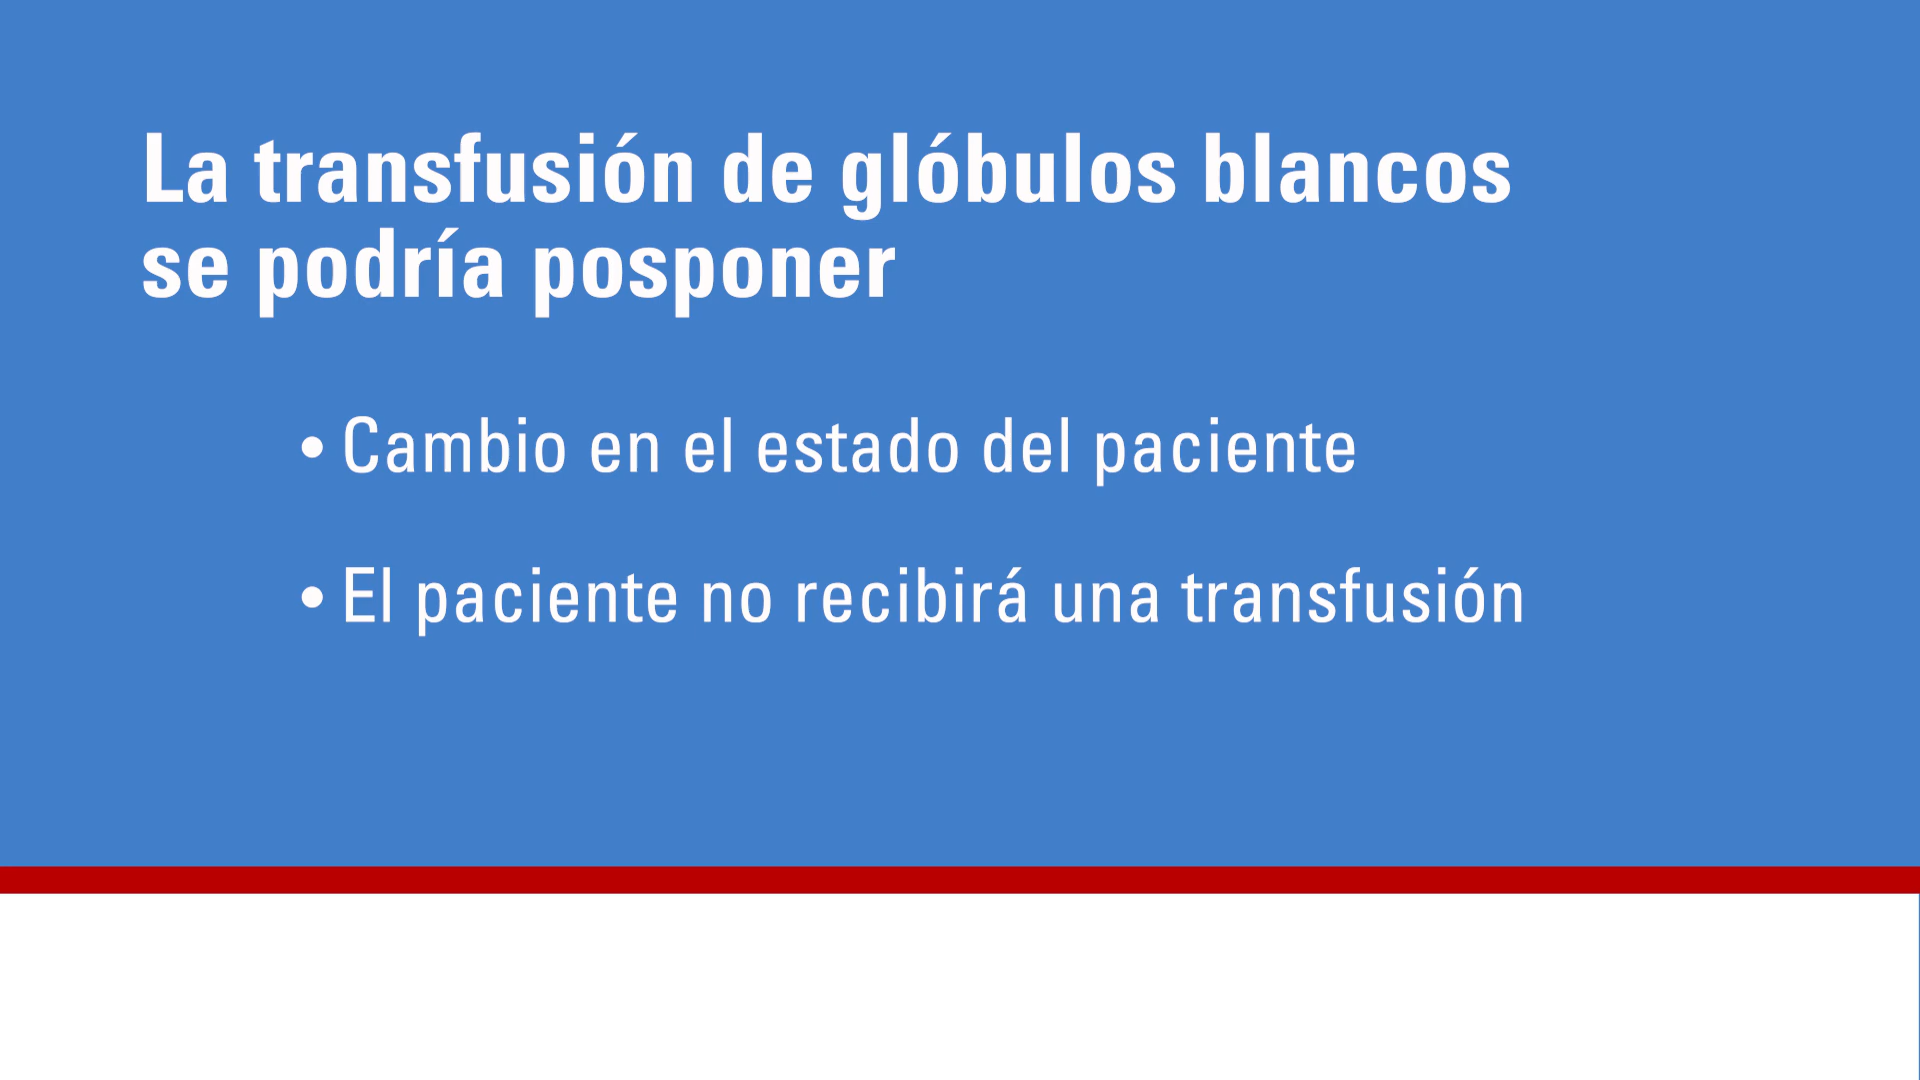 La transfusión de glóbulos blancos
se podría posponer
• Cambio en el estado del paciente
• El paciente no recibirá una transfusión